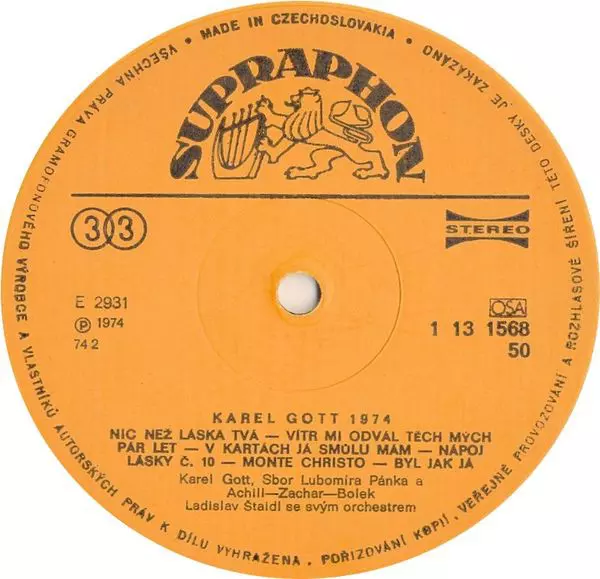 VŠECHNA PRÁVA GRAMOFONOVÉHO VÝROBCE A VLASTNÍKŮ AUTORSKÝCH PRÁV K DÍLU VYHRAŽENA. POŘIZOVÁNÍ KOPIÍ, VEŘEJNÉ PROVOZOVÁNÍ A ROZHLASOVÉ ŠÍŘENÍ TÉTO DESKY JE ZAKÁZÁNO
• MADE IN CZECHOSLOVAKIA •
SUPRAPHON
33
STEREO
E 2931
Ⓟ 1974
74 2
OSA
1 13 1568
50
KAREL GOTT 1974
NIC NEŽ LÁSKA TVÁ — VÍTR MI ODVÁL TĚCH MÝCH
PÁR LET — V KARTÁCH JÁ SMŮLU MÁM — NÁPOJ
LÁSKY Č. 10 — MONTE CHRISTO — BYL JAK JÁ
Karel Gott, Sbor Lubomíra Pánka a
Achill—Zachar—Bolek
Ladislav Štaidl se svým orchestrem